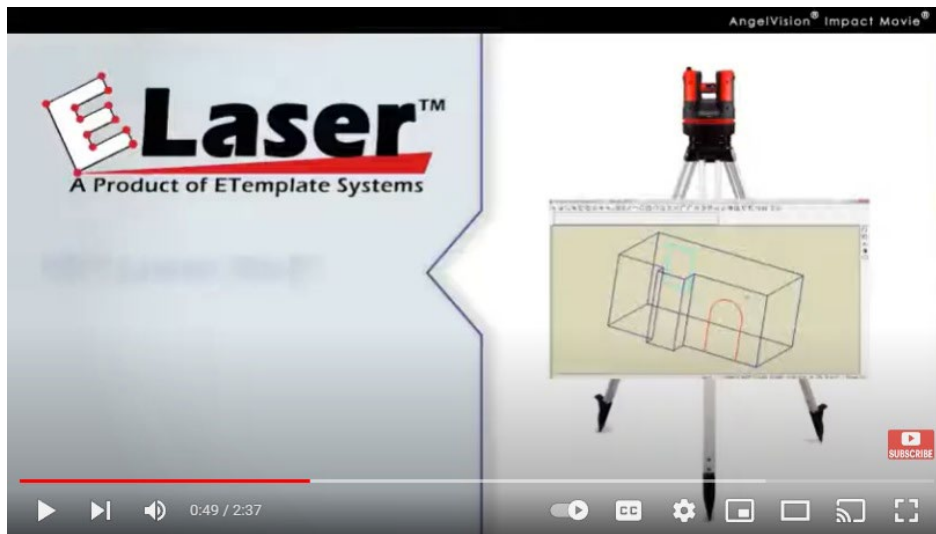 AngelVision® Impact Movie®
ELaser™
A Product of ETemplate Systems
SUBSCRIBE
0:49 / 2:37
CC